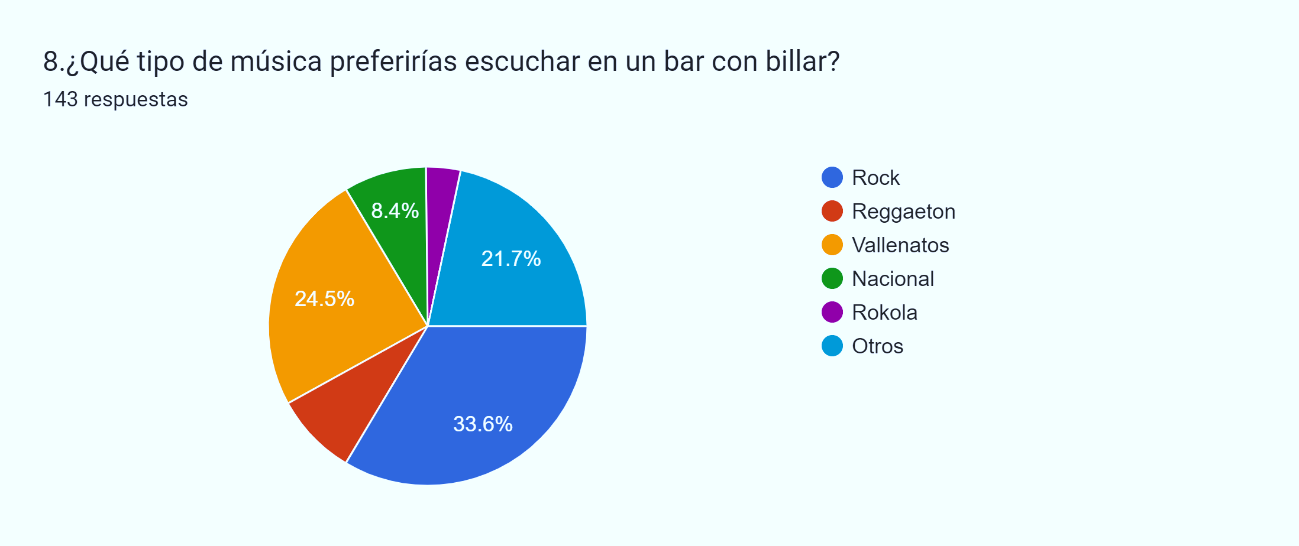 8.¿Qué tipo de música preferirías escuchar en un bar con billar?
143 respuestas
8.4%
21.7%
24.5%
33.6%
Rock
Reggaeton
Vallenatos
Nacional
Rokola
Otros